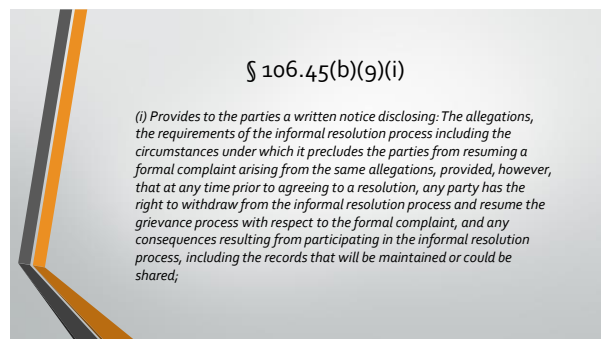 § 106.45(b)(9)(i)
(i) Provides to the parties a written notice disclosing: The allegations,
the requirements of the informal resolution process including the
circumstances under which it precludes the parties from resuming a
formal complaint arising from the same allegations, provided, however,
that at any time prior to agreeing to a resolution, any party has the
right to withdraw from the informal resolution process and resume the
grievance process with respect to the formal complaint, and any
consequences resulting from participating in the informal resolution
process, including the records that will be maintained or could be
shared;